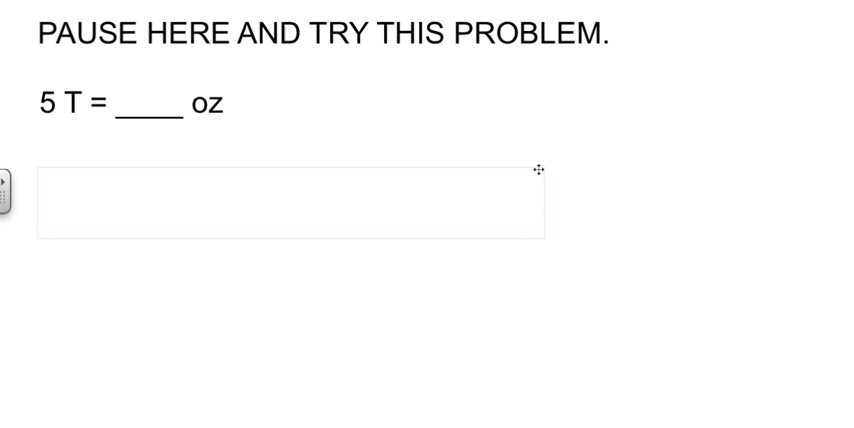 PAUSE HERE AND TRY THIS PROBLEM.
5 T = ____ oz